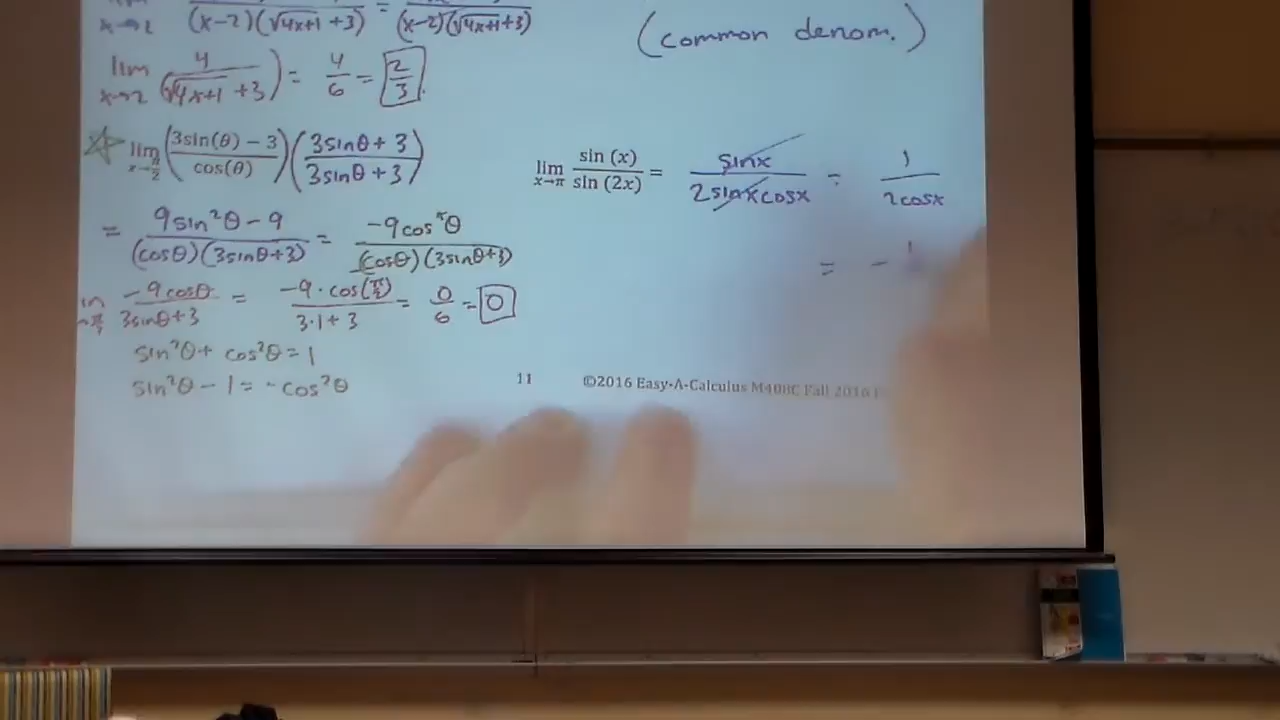 x→2 (x-2)(√4x+1 +3) = (x-2)(√4x+1+3)
(common denom.)
lim x→2 4/(√4x+1 +3) = 4/6 = 2/3
lim x→π/2 (3sin(θ) − 3/cos(θ)) (3sinθ + 3/3sinθ + 3)
= 9sin²θ − 9/(cosθ)(3sinθ+3) = -9cos²θ/(cosθ)(3sinθ+3)
-9cosθ/3sinθ+3 = -9·cos(π/2)/3·1+3 = 0/6 = 0
sin²θ + cos²θ = 1
sin²θ − 1 = -cos²θ
lim x→π sin (x)/sin (2x) = sinx/2sinxcosx = 1/2cosx
= - 1
11
©2016 Easy-A-Calculus M408C Fall 2016